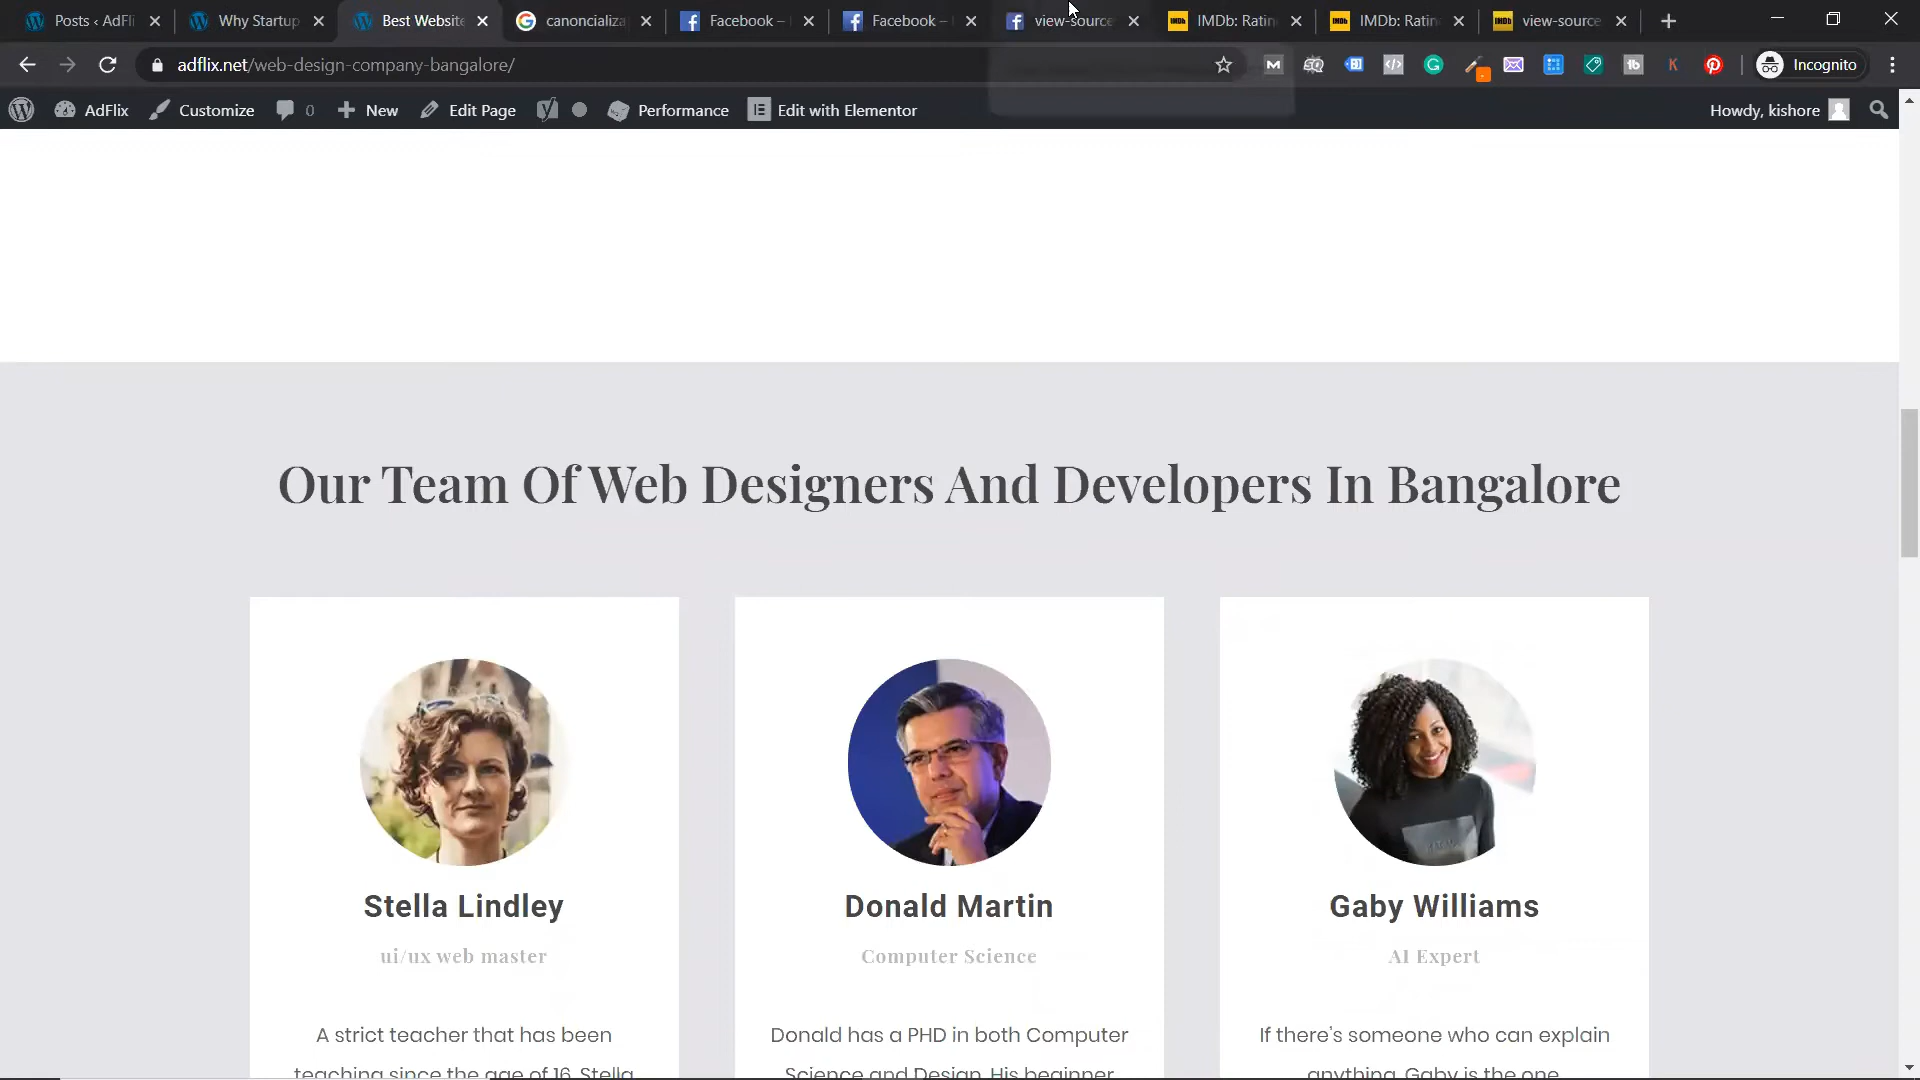 Posts ‹ AdFli
Why Startup
Best Website
canoncializa
Facebook –
Facebook –
view-source
IMDb: Ratin
IMDb: Ratin
view-source
adflix.net/web-design-company-bangalore/
Incognito
AdFlix
Customize
0
New
Edit Page
Performance
Edit with Elementor
Howdy, kishore
Our Team Of Web Designers And Developers In Bangalore
Stella Lindley
Donald Martin
Gaby Williams
ui/ux web master
Computer Science
AI Expert
A strict teacher that has been
teaching since the age of 16. Stella
Donald has a PHD in both Computer
Science and Design. His beginner
If there's someone who can explain
anything, Gaby is the one.